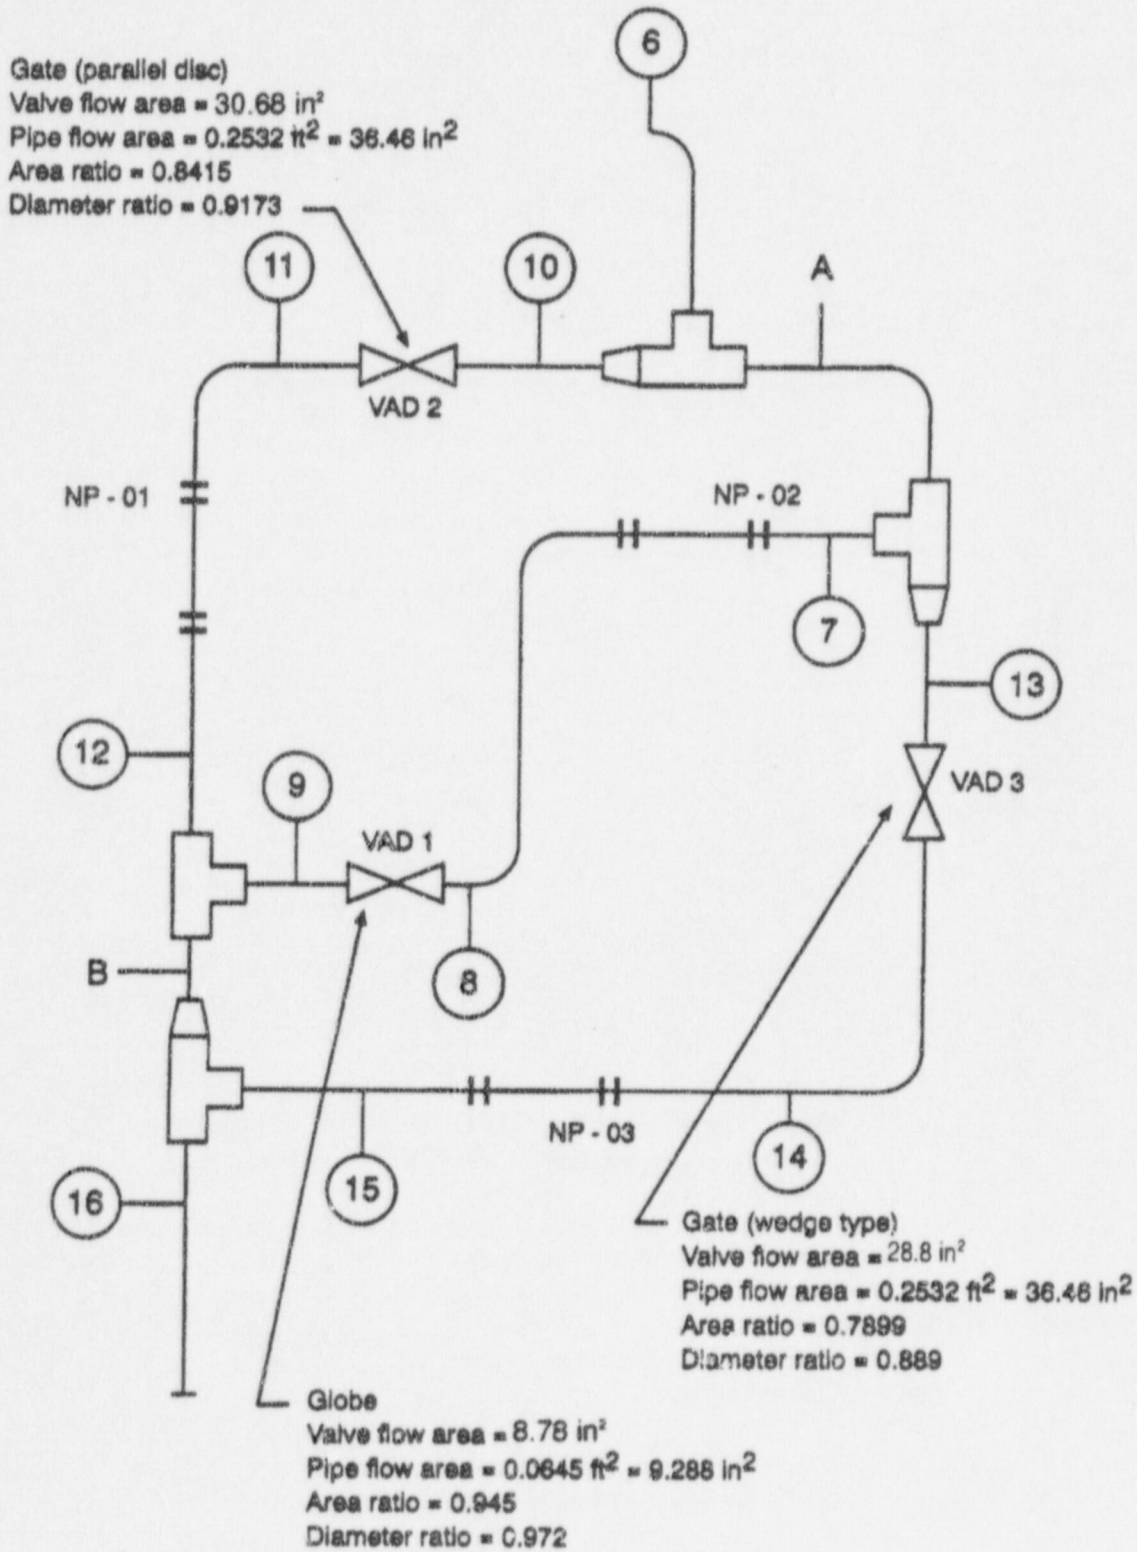 6
Gate (parallel disc)
Valve flow area = 30.68 in²
Pipe flow area = 0.2532 ft² = 36.46 in²
Area ratio = 0.8415
Diameter ratio = 0.9173
11
10
A
VAD 2
NP - 01
NP - 02
7
13
12
9
VAD 3
VAD 1
B
8
NP - 03
14
15
16
Gate (wedge type)
Valve flow area = 28.8 in²
Pipe flow area = 0.2532 ft² = 36.46 in²
Area ratio = 0.7899
Diameter ratio = 0.889
Globe
Valve flow area = 8.78 in²
Pipe flow area = 0.0645 ft² = 9.288 in²
Area ratio = 0.945
Diameter ratio = 0.972